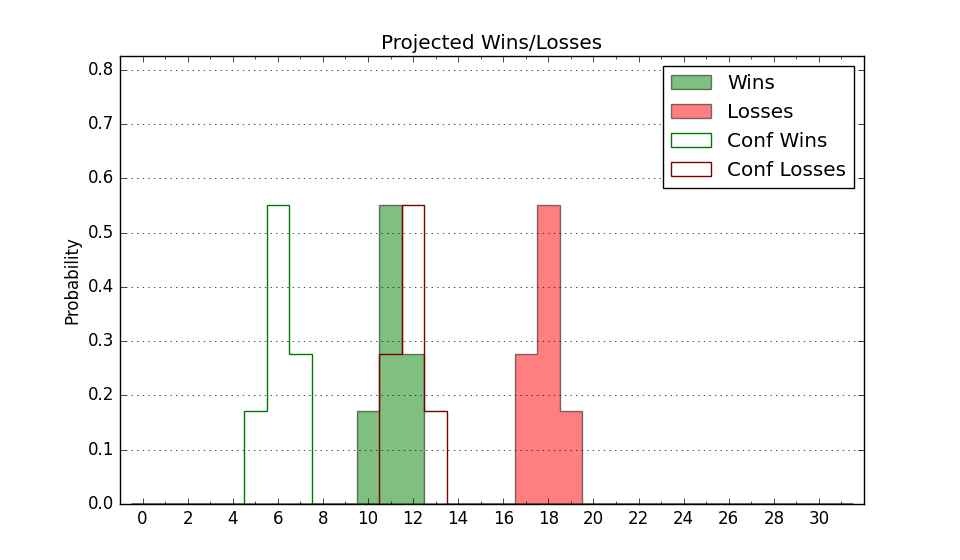 Projected Wins/Losses
Wins
Losses
Conf Wins
Conf Losses
Probability
0.8
0.7
0.6
0.5
0.4
0.3
0.2
0.1
0.0
0 2 4 6 8 10 12 14 16 18 20 22 24 26 28 30